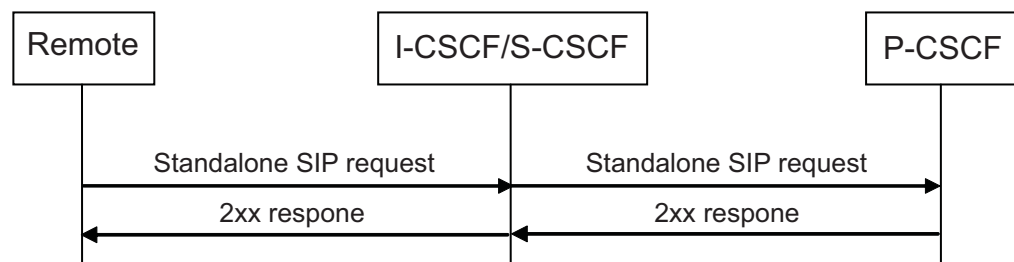 Remote
I-CSCF/S-CSCF
P-CSCF
Standalone SIP request
Standalone SIP request
2xx respone
2xx respone